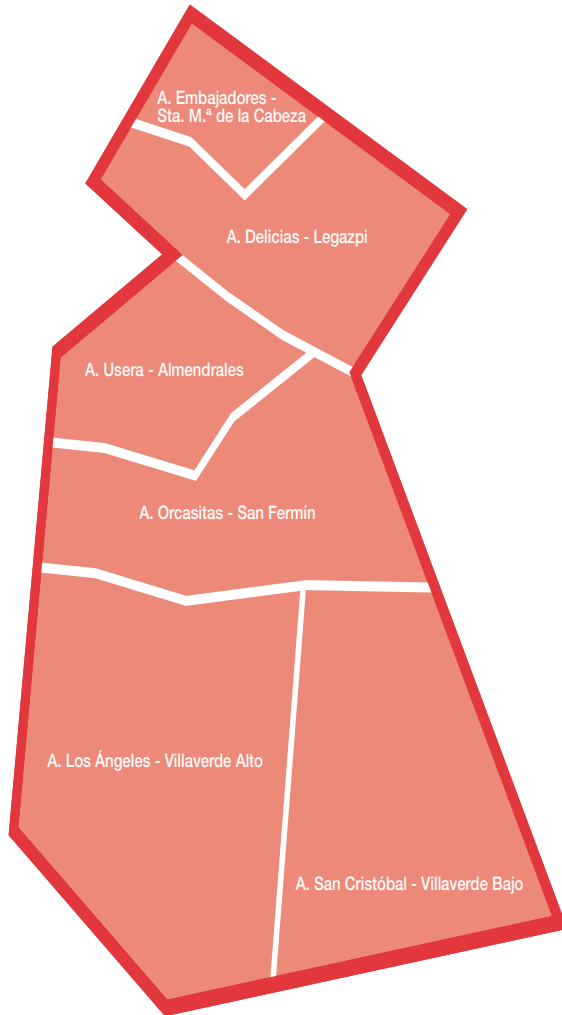 A. Embajadores -
Sta. M.ª de la Cabeza
A. Delicias - Legazpi
A. Usera - Almendrales
A. Orcasitas - San Fermín
A. Los Ángeles - Villaverde Alto
A. San Cristóbal - Villaverde Bajo